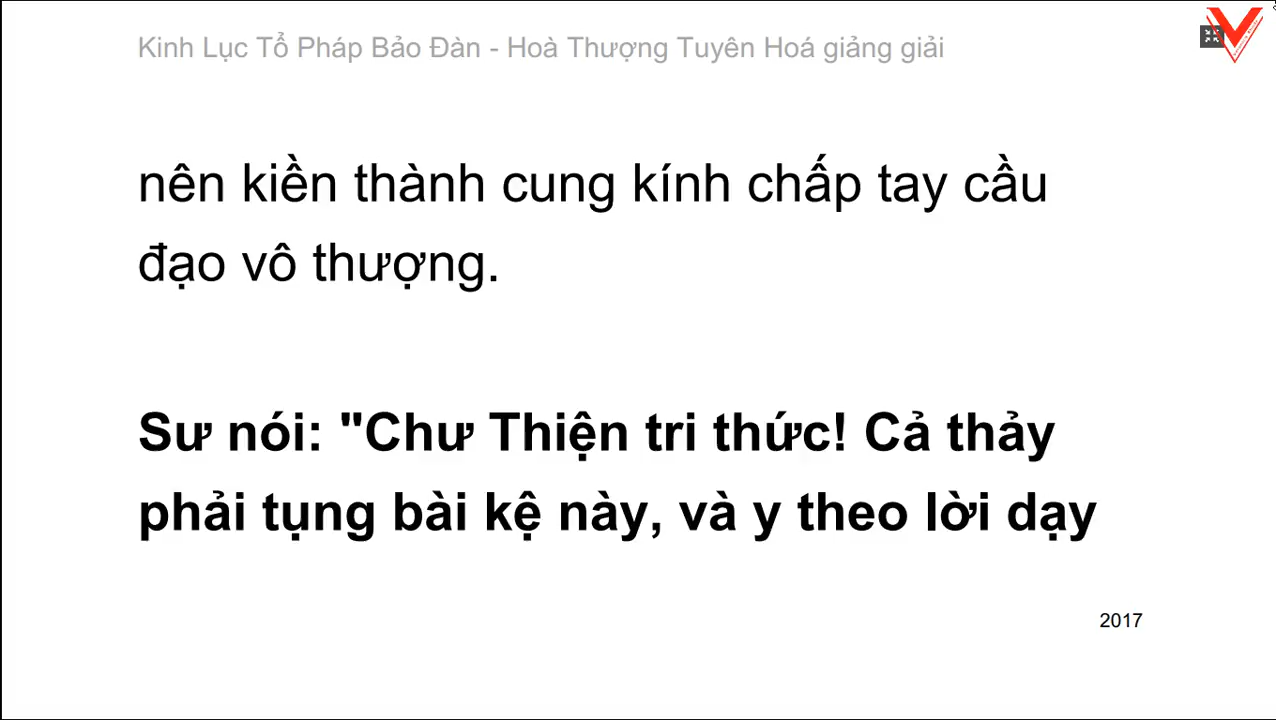 Kinh Lục Tổ Pháp Bảo Đàn - Hoà Thượng Tuyên Hoá giảng giải
nên kiền thành cung kính chấp tay cầu
đạo vô thượng.
Sư nói: "Chư Thiện tri thức! Cả thảy
phải tụng bài kệ này, và y theo lời dạy
2017